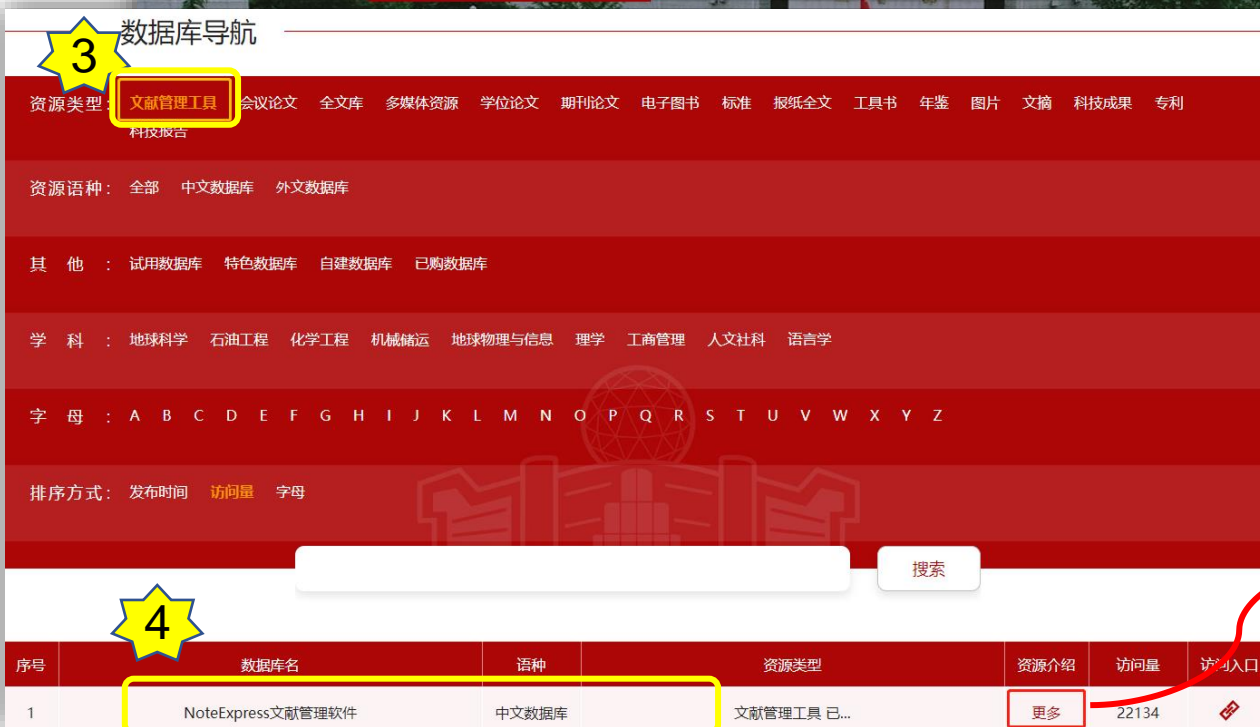 数据库导航
3
资源类型: 文献管理工具 会议论文 全文库 多媒体资源 学位论文 期刊论文 电子图书 标准 报纸全文 工具书 年鉴 图片 文摘 科技成果 专利
科技报告
资源语种: 全部 中文数据库 外文数据库
其他: 试用数据库 特色数据库 自建数据库 已购数据库
学科: 地球科学 石油工程 化学工程 机械储运 地球物理与信息 理学 工商管理 人文社科 语言学
字母: A B C D E F G H I J K L M N O P Q R S T U V W X Y Z
排序方式: 发布时间 访问量 字母
搜索
4
序号 数据库名 语种 资源类型 资源介绍 访问量 访问入口
1 NoteExpress文献管理软件 中文数据库 文献管理工具 已... 更多 22134